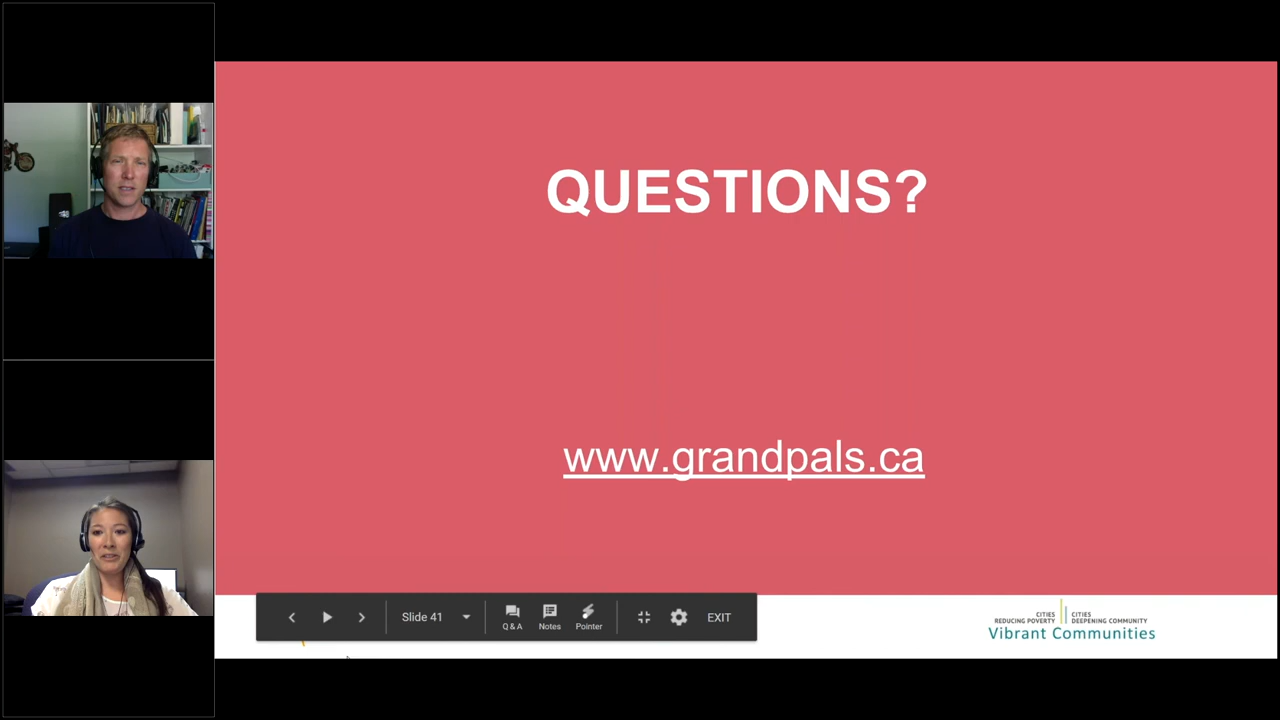 QUESTIONS?
www.grandpals.ca
Slide 41
Q & A
Notes
Pointer
EXIT
CITIES
REDUCING POVERTY
CITIES
DEEPENING COMMUNITY
Vibrant Communities